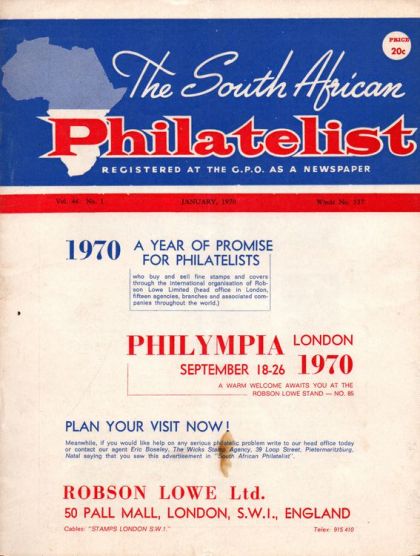 PRICE
20c
The South African
Philatelist
REGISTERED AT THE G.P.O. AS A NEWSPAPER
Vol. 46 No. 1 JANUARY, 1970 Whole No.
1970 A YEAR OF PROMISE
FOR PHILATELISTS
who buy and sell fine stamps and covers
through the international organisation of Rob-
son Lowe Limited (head office in London,
fifteen agencies, branches and associated com-
panies throughout the world.)
PHILYMPIA LONDON
SEPTEMBER 18-26 1970
A WARM WELCOME AWAITS YOU AT THE
ROBSON LOWE STAND — NO. 85
PLAN YOUR VISIT NOW!
Meanwhile, if you would like help on any serious philatelic problem write to our head office today
or contact our agent Eric Boseley, The Wicks Stamp Agency, 39 Loop Street, Pietermaritzburg,
Natal saying that you saw this advertisement in "South African Philatelist".
ROBSON LOWE Ltd.
50 PALL MALL, LONDON, S.W.I., ENGLAND
Cables: "STAMPS LONDON S.W.I." Telex: 915 410